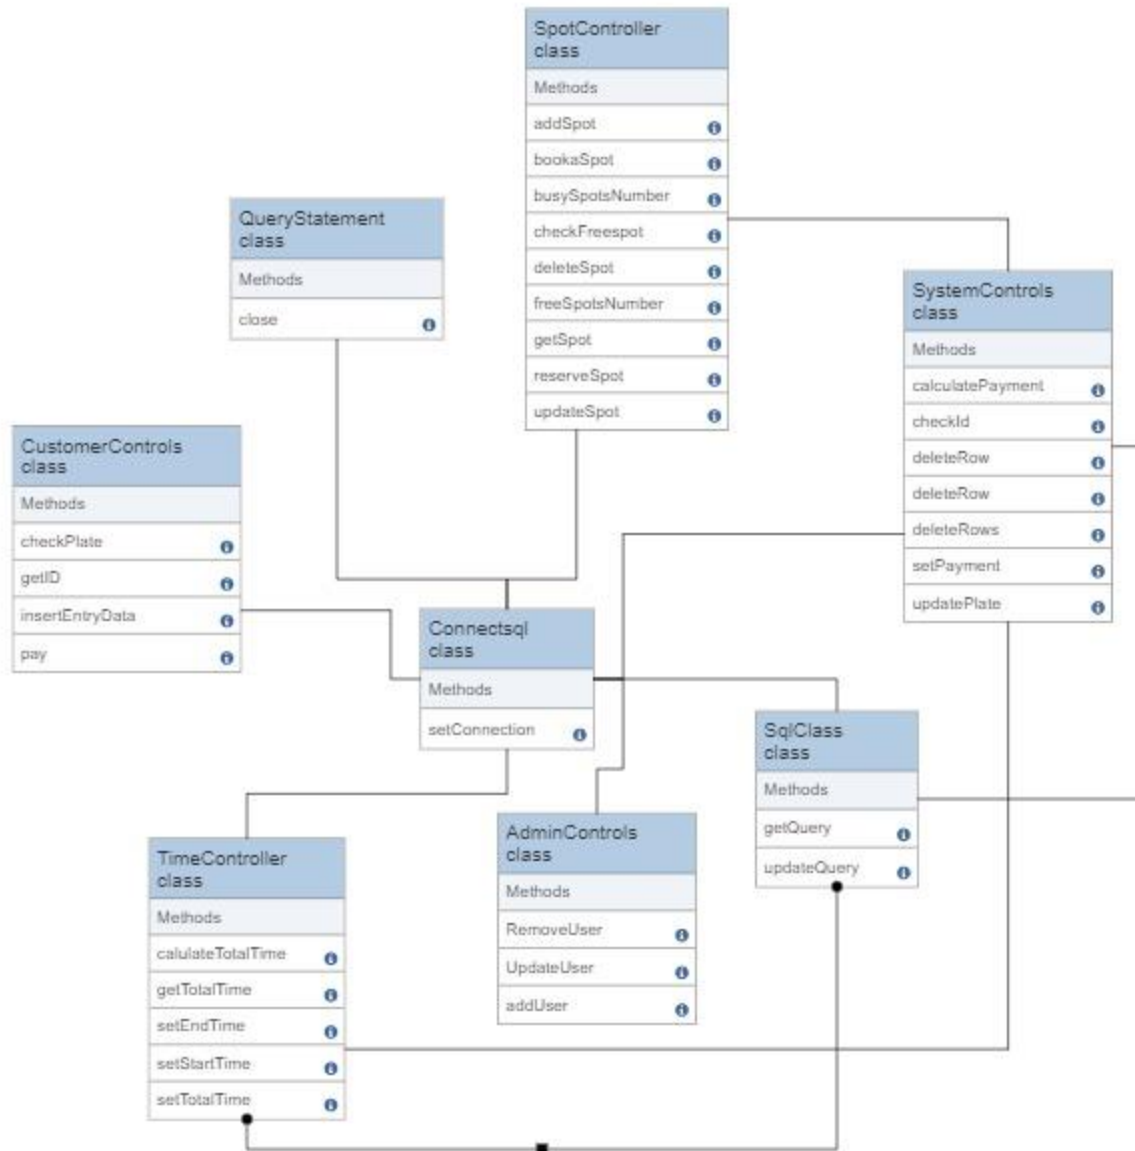 SpotController
class
Methods
addSpot
bookaSpot
busySpotsNumber
checkFreespot
deleteSpot
freeSpotsNumber
getSpot
reserveSpot
updateSpot
QueryStatement
class
Methods
close
SystemControls
class
Methods
calculatePayment
checkId
deleteRow
deleteRow
deleteRows
setPayment
updatePlate
CustomerControls
class
Methods
checkPlate
getID
insertEntryData
pay
Connectsql
class
Methods
setConnection
SqlClass
class
Methods
getQuery
updateQuery
TimeController
class
Methods
calulateTotalTime
getTotalTime
setEndTime
setStartTime
setTotalTime
AdminControls
class
Methods
RemoveUser
UpdateUser
addUser